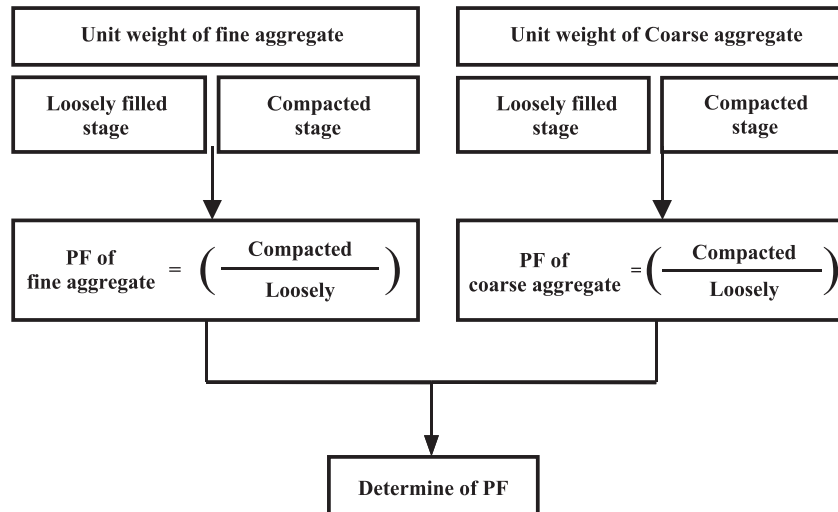 Unit weight of fine aggregate
Unit weight of Coarse aggregate
Loosely filled
stage
Compacted
stage
Loosely filled
stage
Compacted
stage
PF of
fine aggregate = ( Compacted
Loosely )
PF of
coarse aggregate = ( Compacted
Loosely )
Determine of PF